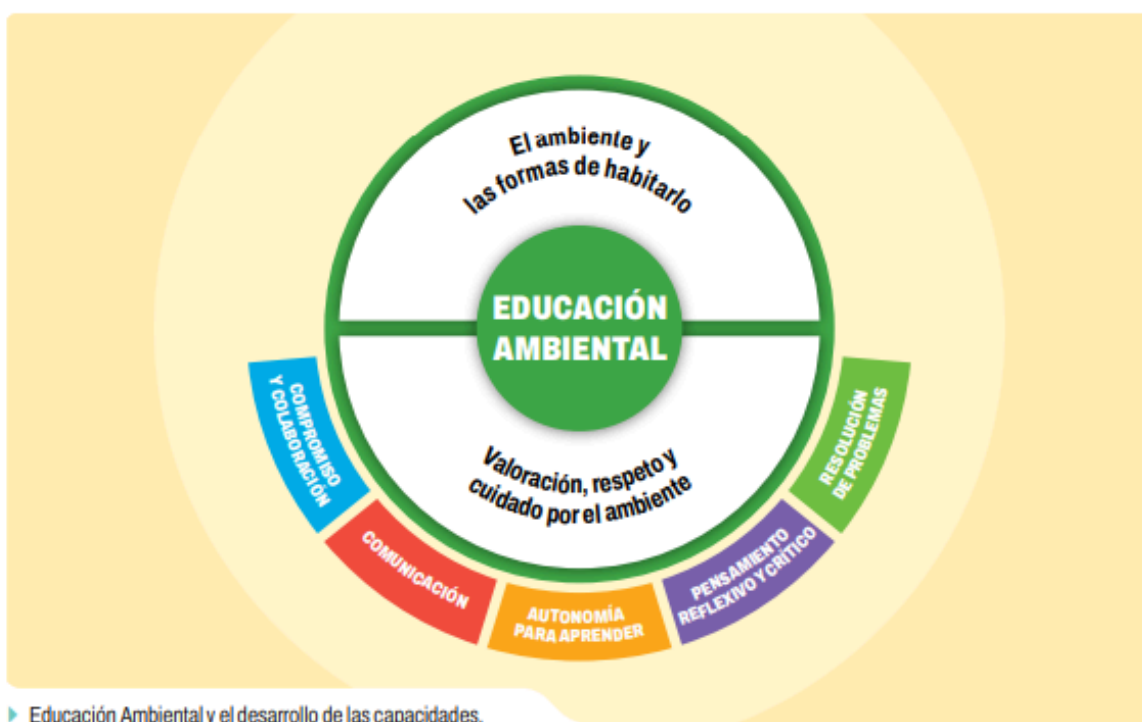 El ambiente y
las formas de habitarlo
EDUCACIÓN
AMBIENTAL
Valoración, respeto y
cuidado por el ambiente
COMPROMISO
Y COLABORACIÓN
COMUNICACIÓN
AUTONOMÍA
PARA APRENDER
PENSAMIENTO
REFLEXIVO Y CRÍTICO
RESOLUCIÓN
DE PROBLEMAS
Educación Ambiental y el desarrollo de las capacidades.